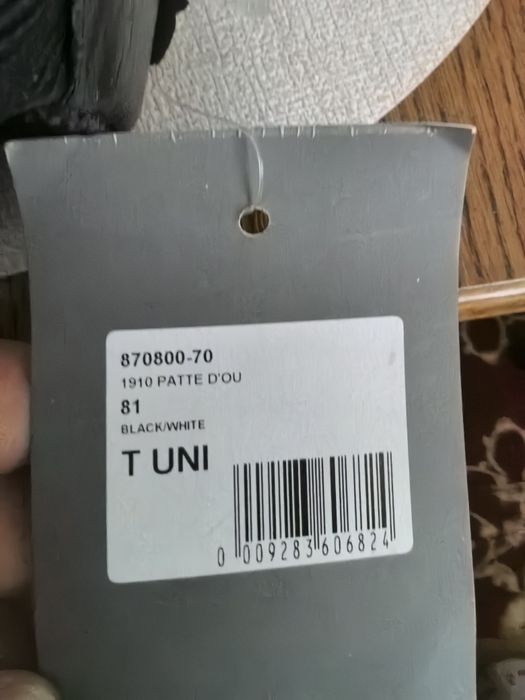 870800-70
1910 PATTE D'OU
81
BLACK/WHITE
T UNI
0 009283 606824